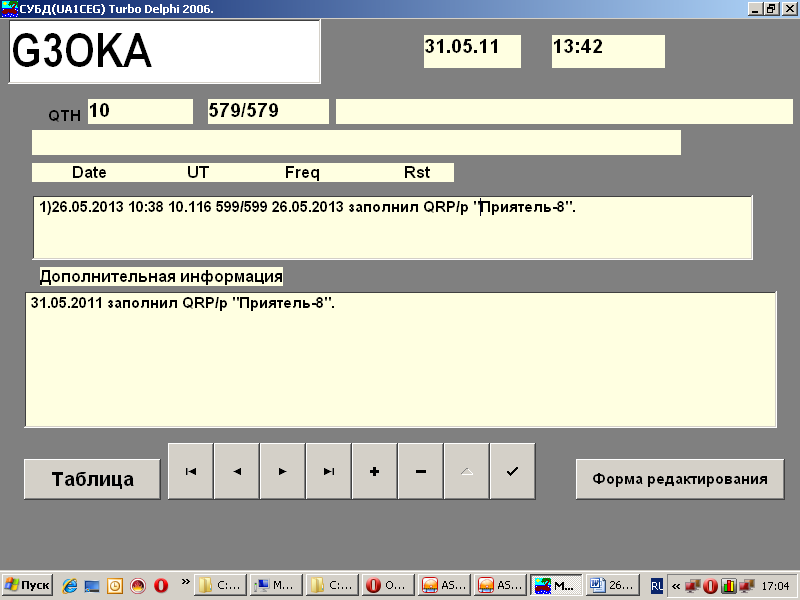 СУБД(UA1CEG) Turbo Delphi 2006.
G3OKA
31.05.11
13:42
QTH 10 579/579
Date UT Freq Rst
1)26.05.2013 10:38 10.116 599/599 26.05.2013 заполнил QRP/p "Приятель-8".
Дополнительная информация
31.05.2011 заполнил QRP/p "Приятель-8".
Таблица
Форма редактирования
Пуск » C:... M... C:... O... AS... AS... M... 26... RU « 17:04